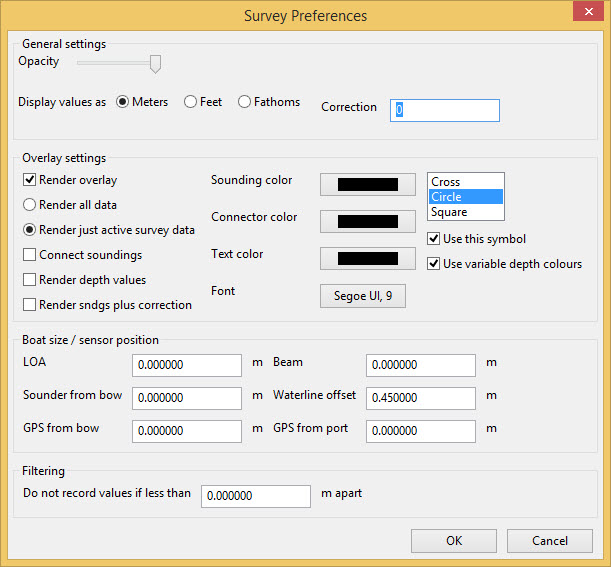 Survey Preferences
General settings
Opacity
Display values as Meters Feet Fathoms Correction 0
Overlay settings
Render overlay Sounding color Cross
Render all data Circle
Connector color Square
Render just active survey data Use this symbol
Connect soundings Text color Use variable depth colours
Render depth values Font Segoe UI, 9
Render sndgs plus correction
Boat size / sensor position
LOA 0.000000 m Beam 0.000000 m
Sounder from bow 0.000000 m Waterline offset 0.450000 m
GPS from bow 0.000000 m GPS from port 0.000000 m
Filtering
Do not record values if less than 0.000000 m apart
OK Cancel